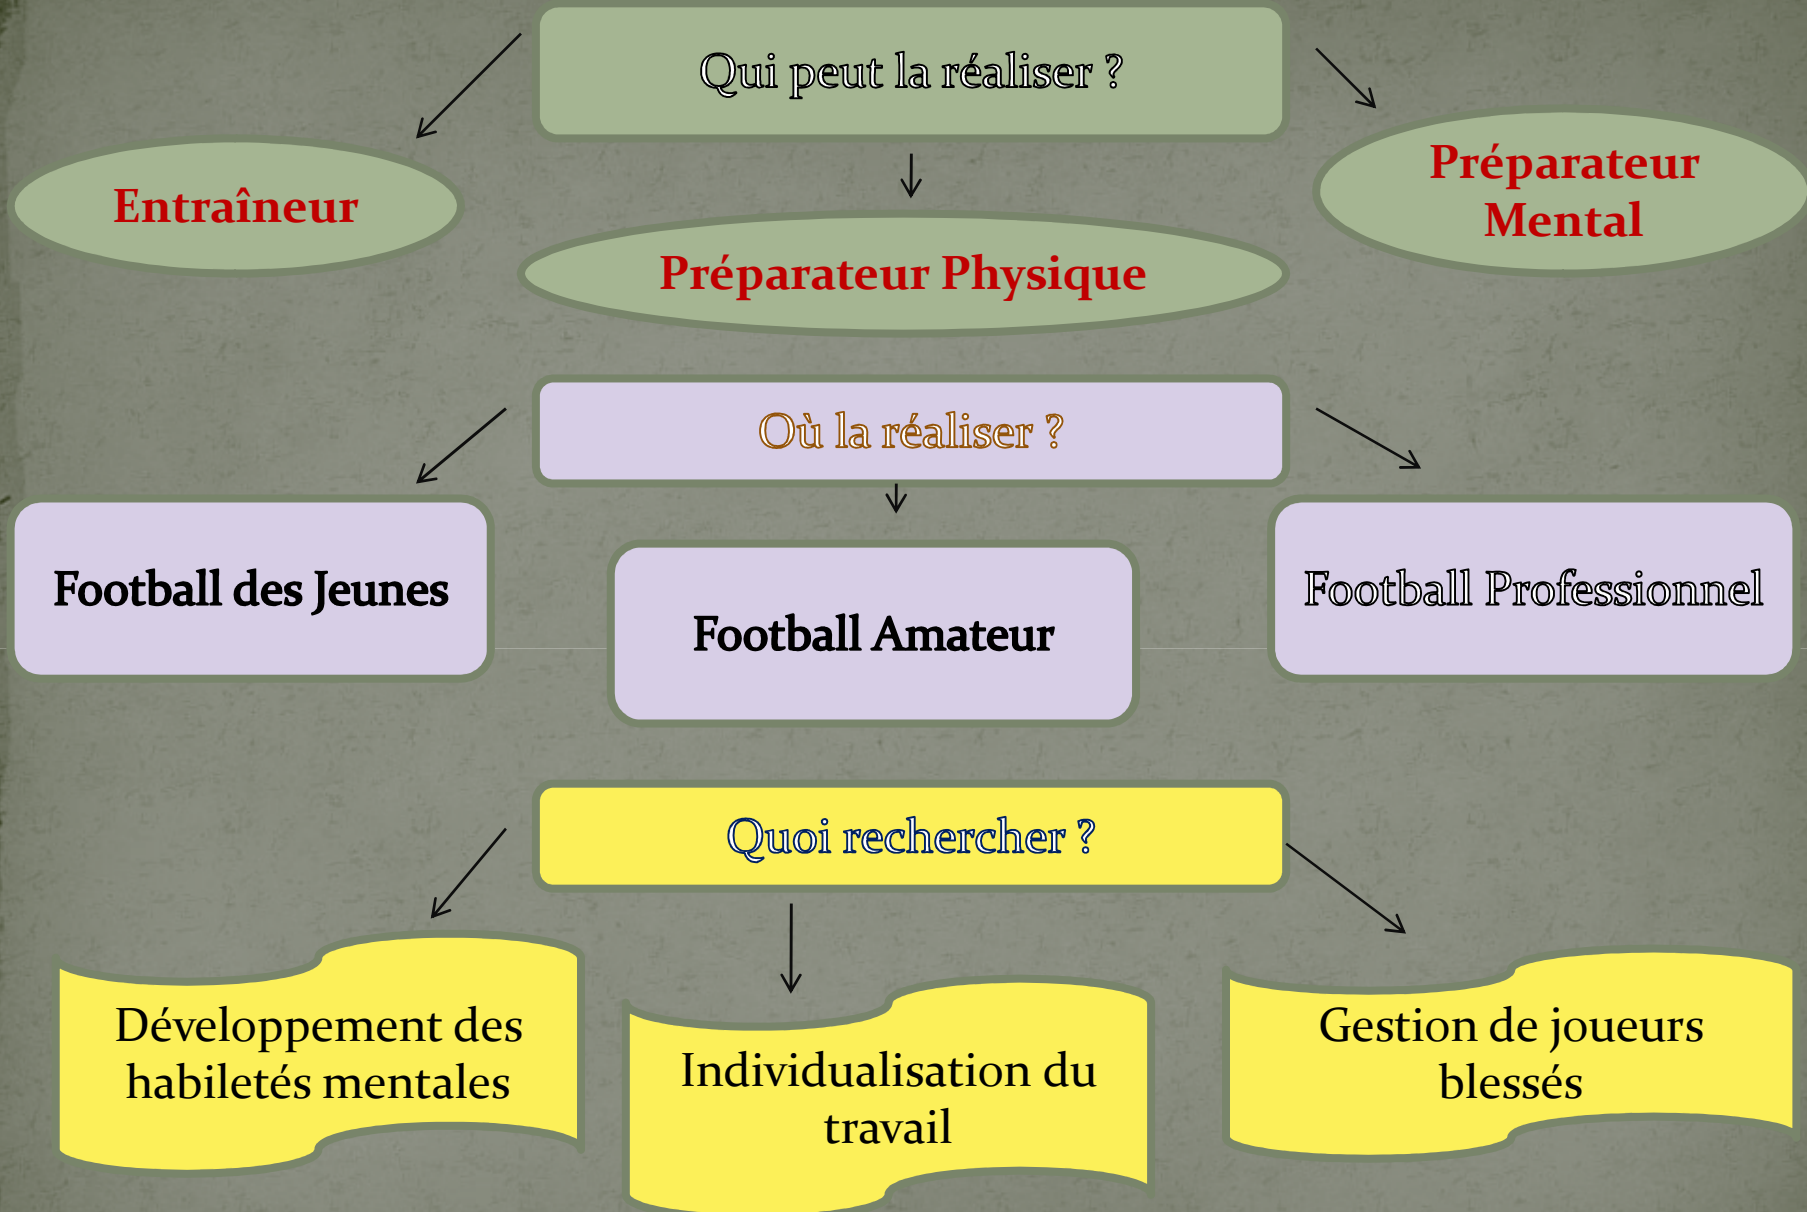 Qui peut la réaliser ?
Entraîneur
Préparateur Physique
Préparateur
Mental
Où la réaliser ?
Football des Jeunes
Football Amateur
Football Professionnel
Quoi rechercher ?
Développement des
habiletés mentales
Individualisation du
travail
Gestion de joueurs
blessés